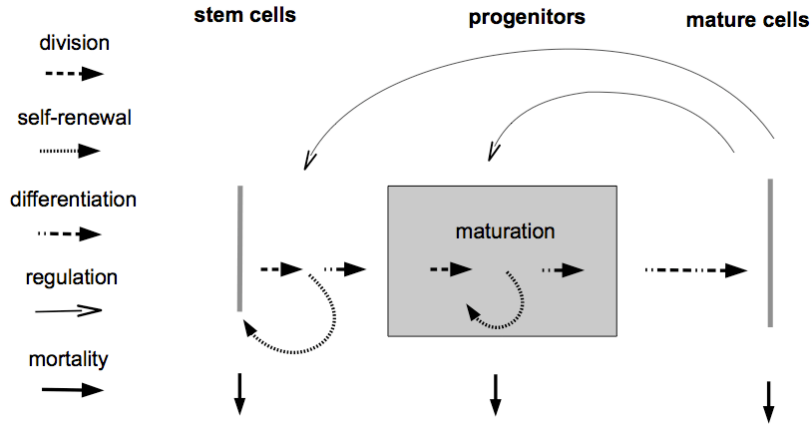 stem cells
progenitors
mature cells
division
self-renewal
differentiation
regulation
mortality
maturation